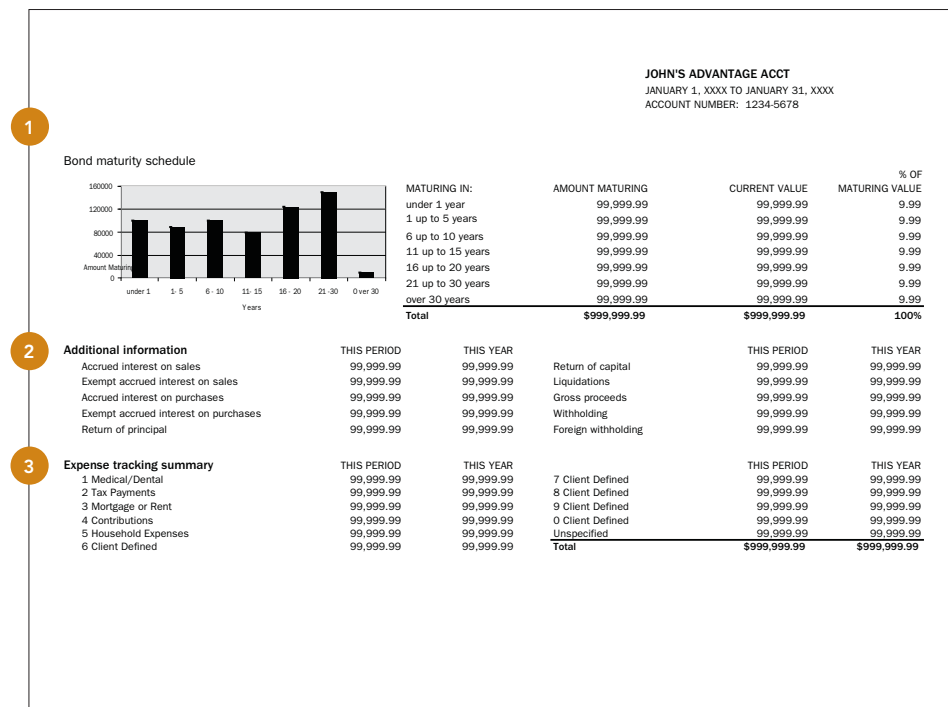 JOHN'S ADVANTAGE ACCT
JANUARY 1, XXXX TO JANUARY 31, XXXX
ACCOUNT NUMBER: 1234-5678
1
Bond maturity schedule
160000
120000
80000
40000
Amount Maturing
0
under 1 1- 5 6 - 10 11- 15 16 - 20 21 -30 0 ver 30
Years
% OF
MATURING IN: AMOUNT MATURING CURRENT VALUE MATURING VALUE
under 1 year 99,999.99 99,999.99 9.99
1 up to 5 years 99,999.99 99,999.99 9.99
6 up to 10 years 99,999.99 99,999.99 9.99
11 up to 15 years 99,999.99 99,999.99 9.99
16 up to 20 years 99,999.99 99,999.99 9.99
21 up to 30 years 99,999.99 99,999.99 9.99
over 30 years 99,999.99 99,999.99 9.99
Total $999,999.99 $999,999.99 100%
2
Additional information THIS PERIOD THIS YEAR THIS PERIOD THIS YEAR
Accrued interest on sales 99,999.99 99,999.99 Return of capital 99,999.99 99,999.99
Exempt accrued interest on sales 99,999.99 99,999.99 Liquidations 99,999.99 99,999.99
Accrued interest on purchases 99,999.99 99,999.99 Gross proceeds 99,999.99 99,999.99
Exempt accrued interest on purchases 99,999.99 99,999.99 Withholding 99,999.99 99,999.99
Return of principal 99,999.99 99,999.99 Foreign withholding 99,999.99 99,999.99
3
Expense tracking summary THIS PERIOD THIS YEAR THIS PERIOD THIS YEAR
1 Medical/Dental 99,999.99 99,999.99 7 Client Defined 99,999.99 99,999.99
2 Tax Payments 99,999.99 99,999.99 8 Client Defined 99,999.99 99,999.99
3 Mortgage or Rent 99,999.99 99,999.99 9 Client Defined 99,999.99 99,999.99
4 Contributions 99,999.99 99,999.99 0 Client Defined 99,999.99 99,999.99
5 Household Expenses 99,999.99 99,999.99 Unspecified 99,999.99 99,999.99
6 Client Defined 99,999.99 99,999.99 Total $999,999.99 $999,999.99